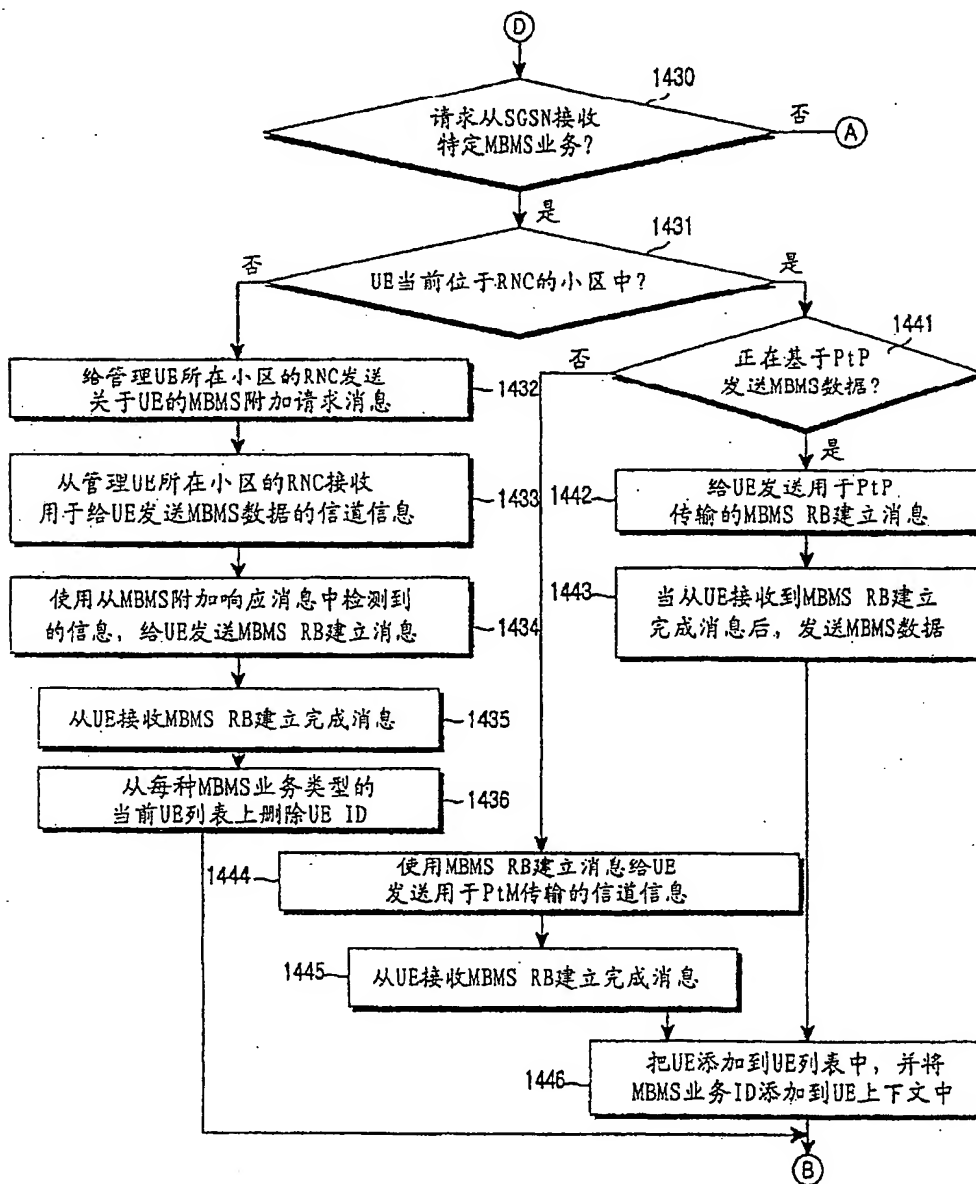 D
1430
请求从SGSN接收
特定MBMS业务?
否
A
是
1431
否
UE当前位于RNC的小区中?
是
1441
否
正在基于PtP
发送MBMS数据?
给管理UE所在小区的RNC发送
关于UE的MBMS附加请求消息
1432
是
从管理UE所在小区的RNC接收
用于给UE发送MBMS数据的信道信息
1433
1442
给UE发送用于PtP
传输的MBMS RB建立消息
使用从MBMS附加响应消息中检测到
的信息, 给UE发送MBMS RB建立消息
1434
1443
当从UE接收到MBMS RB建立
完成消息后, 发送MBMS数据
从UE接收MBMS RB建立完成消息
1435
从每种MBMS业务类型的
当前UE列表上删除UE ID
1436
1444
使用MBMS RB建立消息给UE
发送用于PtM传输的信道信息
1445
从UE接收MBMS RB建立完成消息
1446
把UE添加到UE列表中, 并将
MBMS业务ID添加到UE上下文中
B